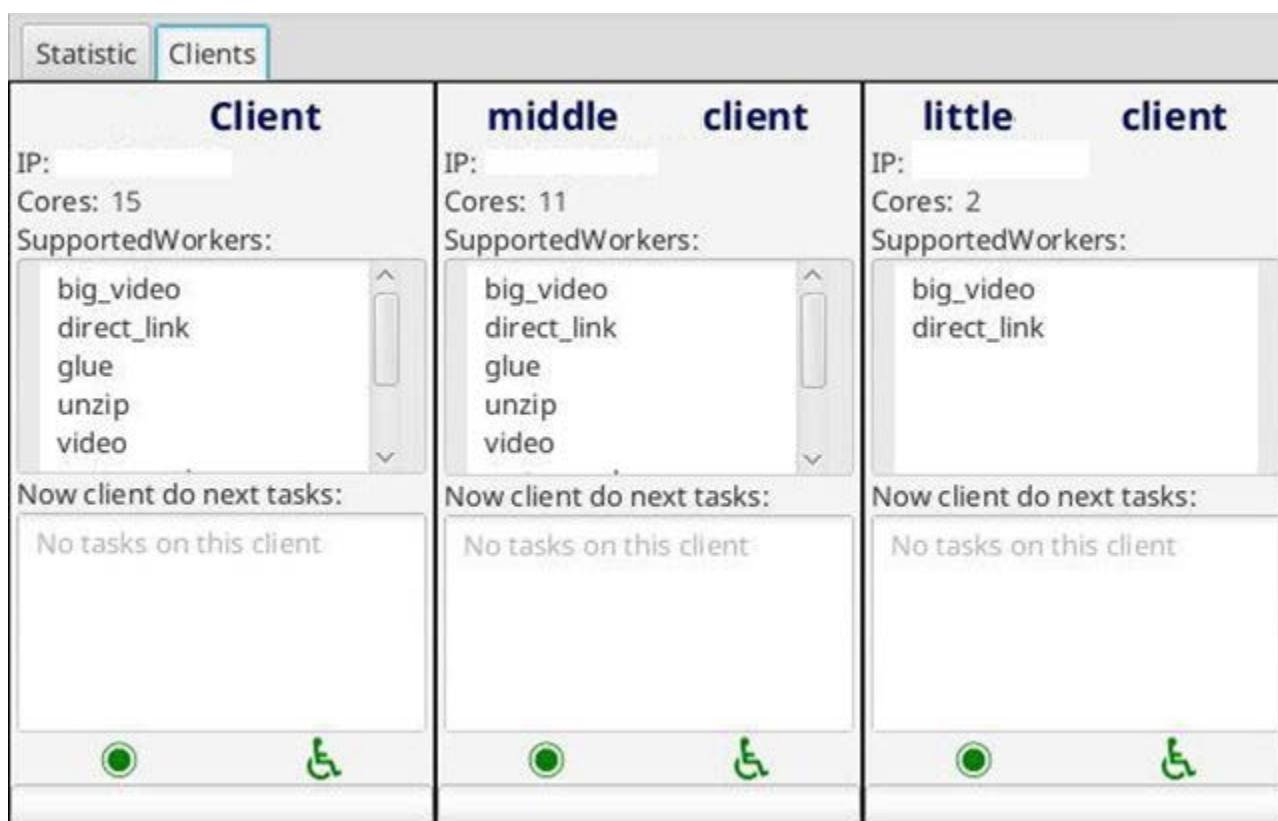 Statistic Clients
Client
IP:
Cores: 15
SupportedWorkers:
big_video
direct_link
glue
unzip
video
Now client do next tasks:
No tasks on this client
middle client
IP:
Cores: 11
SupportedWorkers:
big_video
direct_link
glue
unzip
video
Now client do next tasks:
No tasks on this client
little client
IP:
Cores: 2
SupportedWorkers:
big_video
direct_link
Now client do next tasks:
No tasks on this client